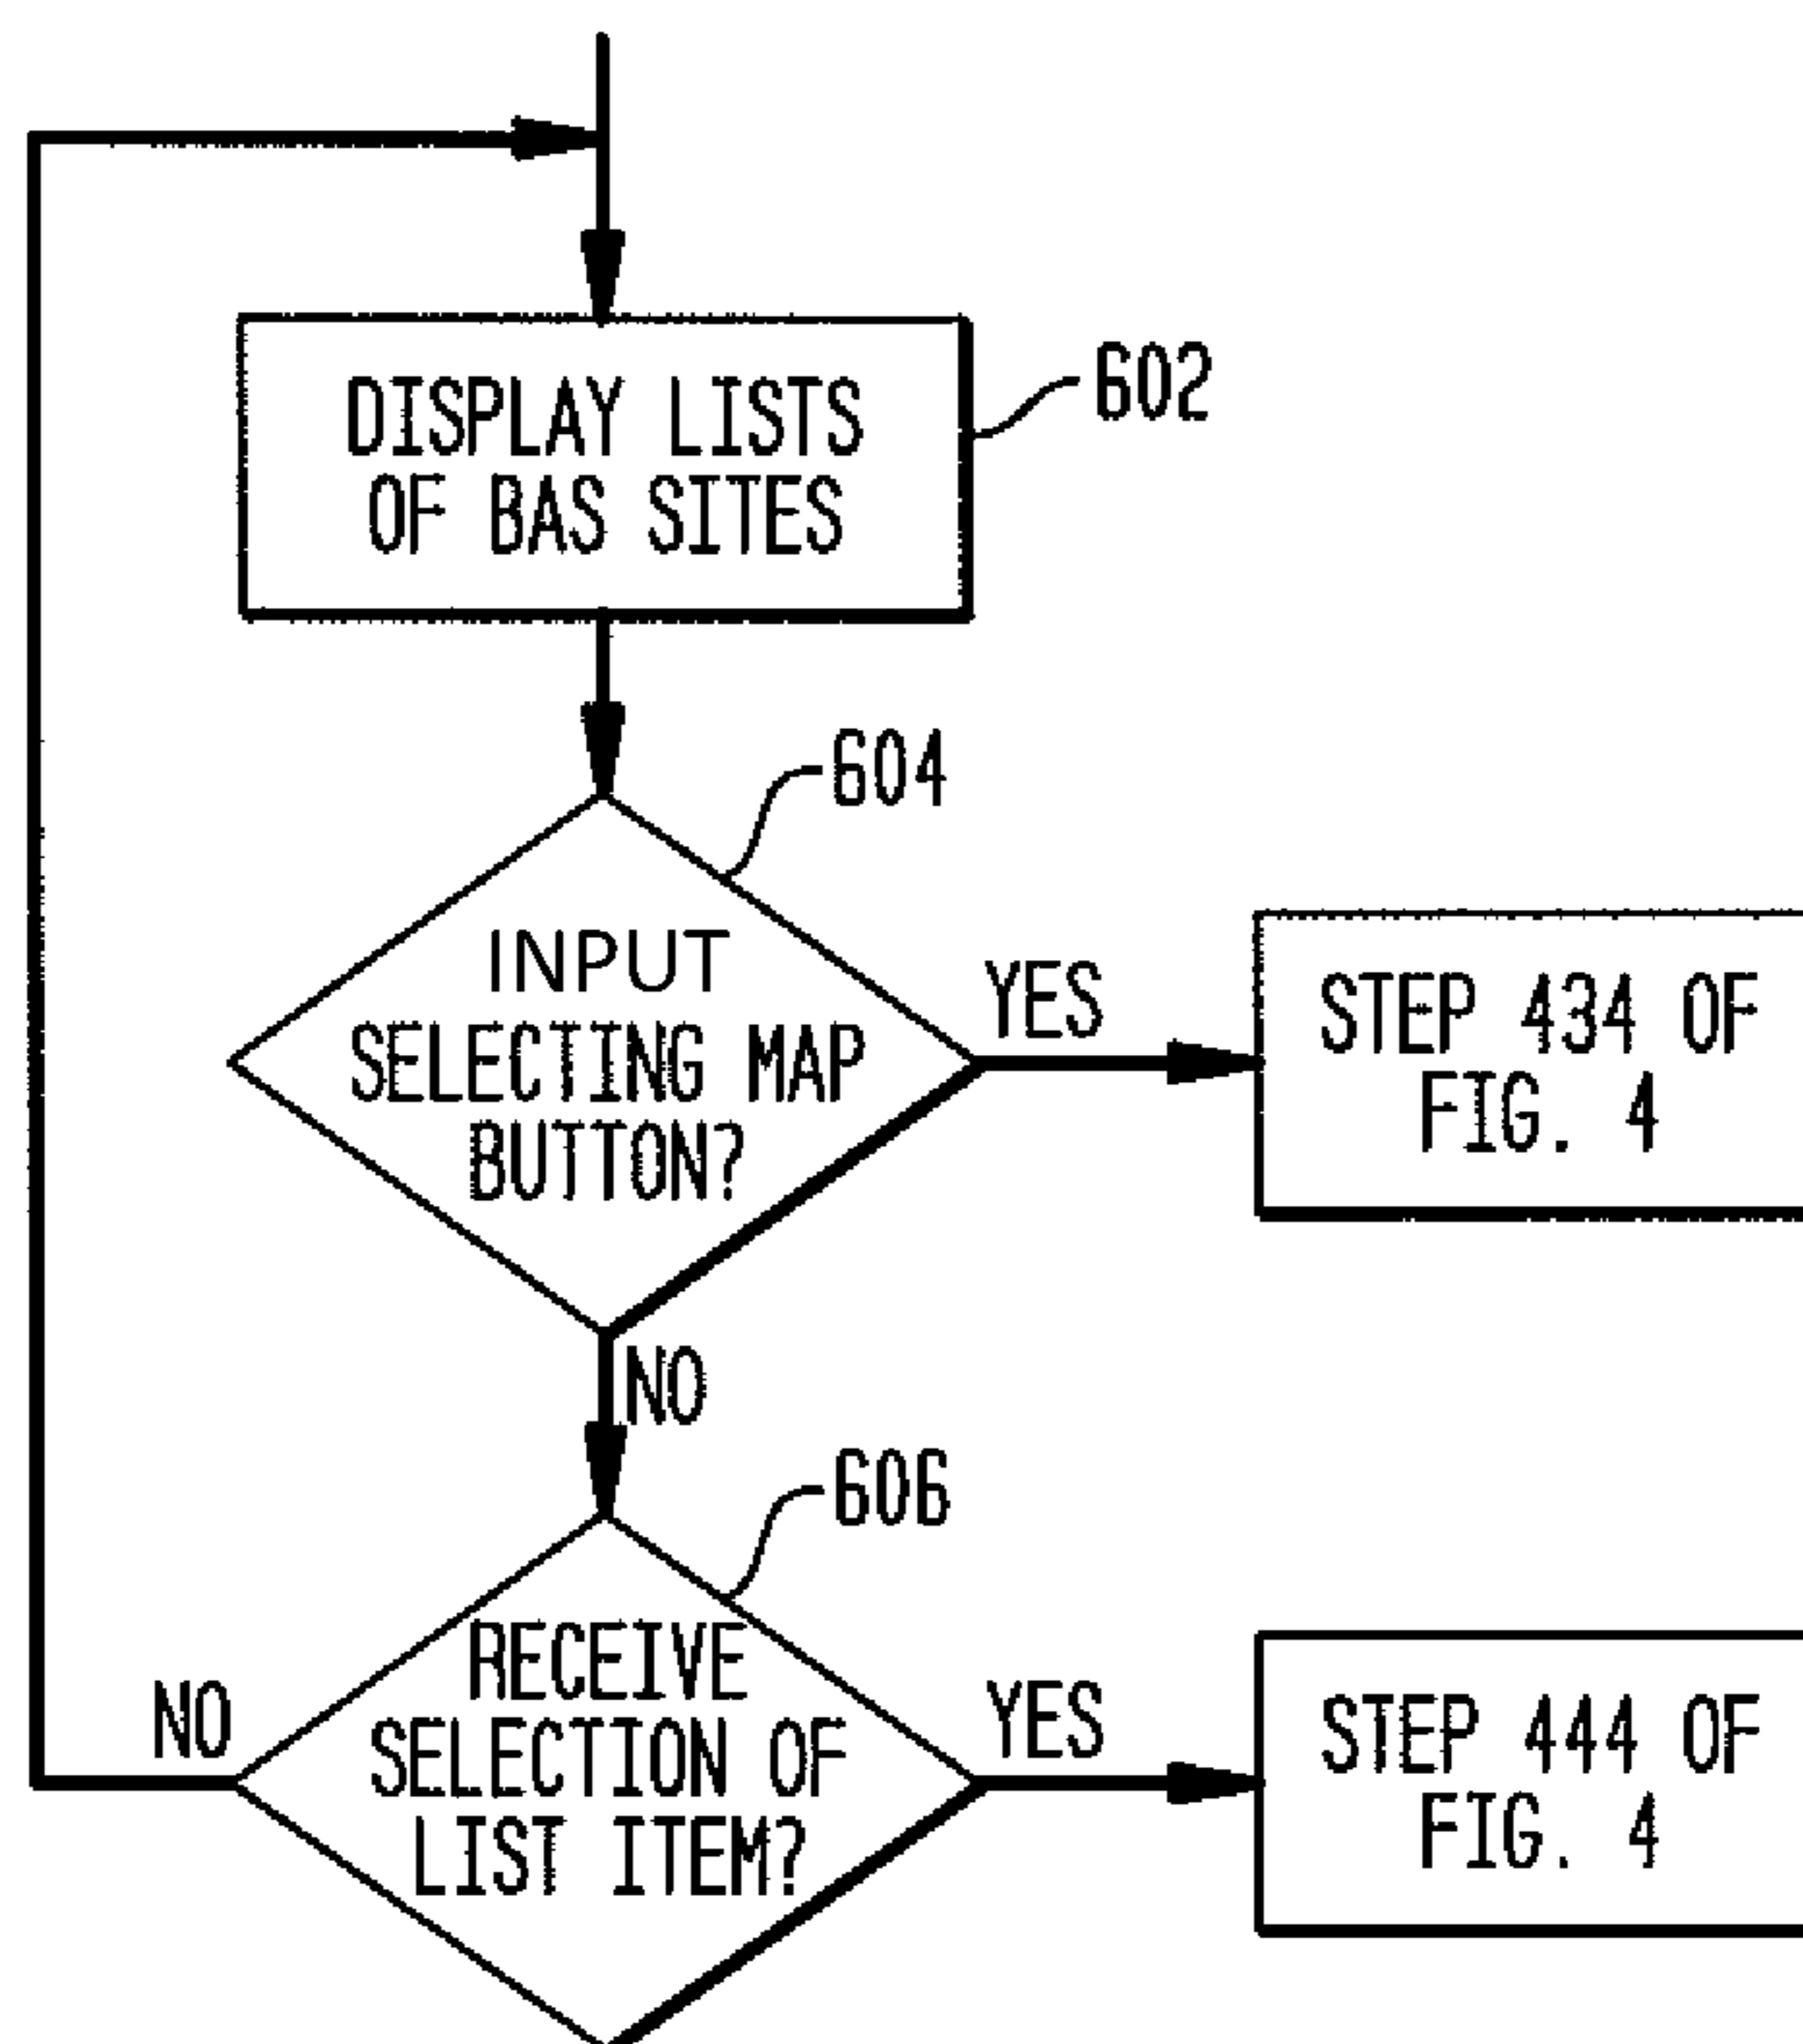 DISPLAY LISTS
OF BAS SITES
602
604
INPUT
SELECTING MAP
BUTTON?
YES
STEP 434 OF
FIG. 4
NO
606
RECEIVE
SELECTION OF
LIST ITEM?
NO
YES
STEP 444 OF
FIG. 4